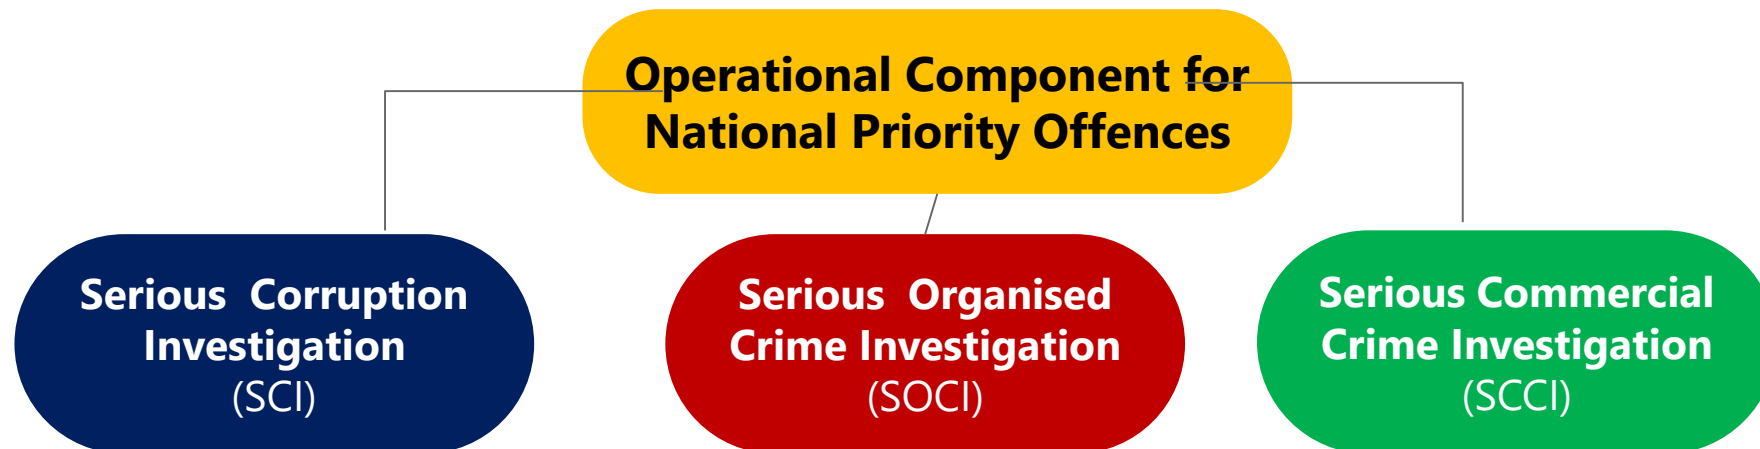 Operational Component for
National Priority Offences
Serious Corruption
Investigation
(SCI)
Serious Organised
Crime Investigation
(SOCI)
Serious Commercial
Crime Investigation
(SCCI)